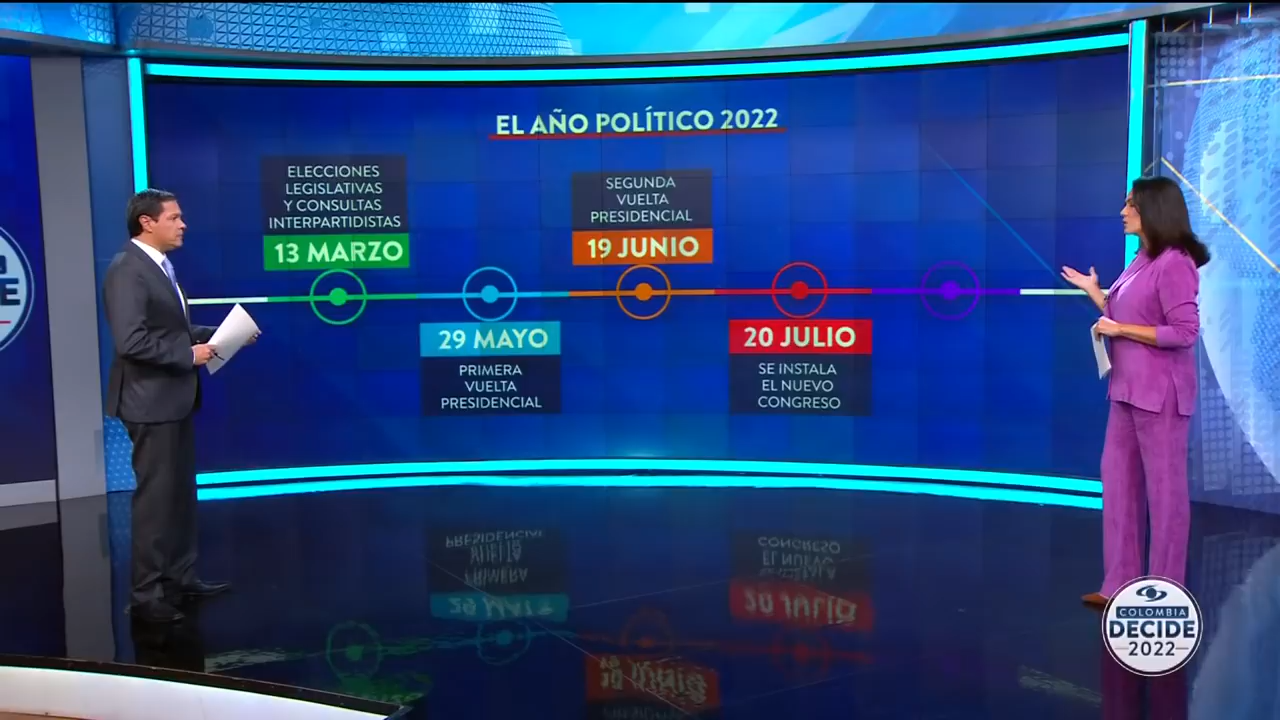 EL AÑO POLÍTICO 2022
ELECCIONES
LEGISLATIVAS
Y CONSULTAS
INTERPARTIDISTAS
13 MARZO
29 MAYO
PRIMERA
VUELTA
PRESIDENCIAL
SEGUNDA
VUELTA
PRESIDENCIAL
19 JUNIO
20 JULIO
SE INSTALA
EL NUEVO
CONGRESO
COLOMBIA
DECIDE
2022